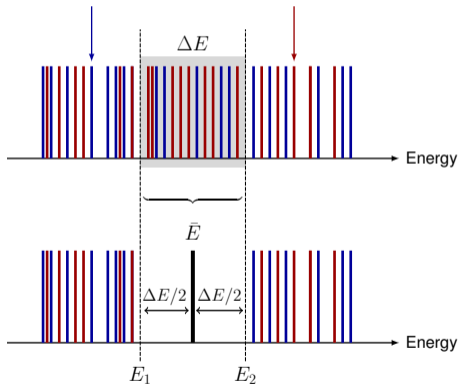 ΔE
Energy
Ē
ΔE/2 ΔE/2
Energy
E₁ E₂